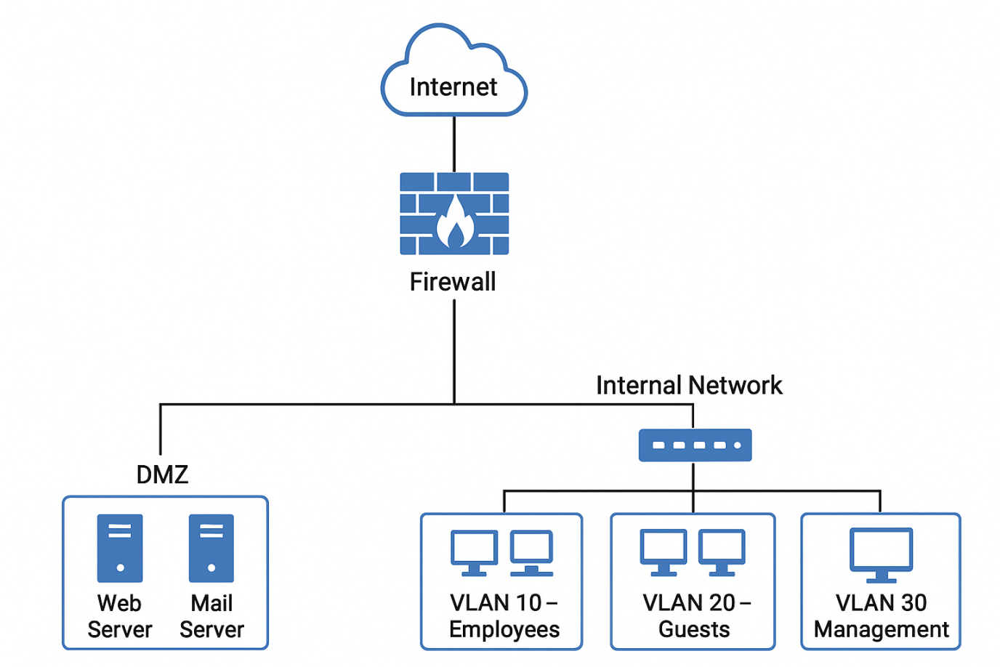 Internet
Firewall
Internal Network
DMZ
Web
Server
Mail
Server
VLAN 10 –
Employees
VLAN 20 –
Guests
VLAN 30
Management